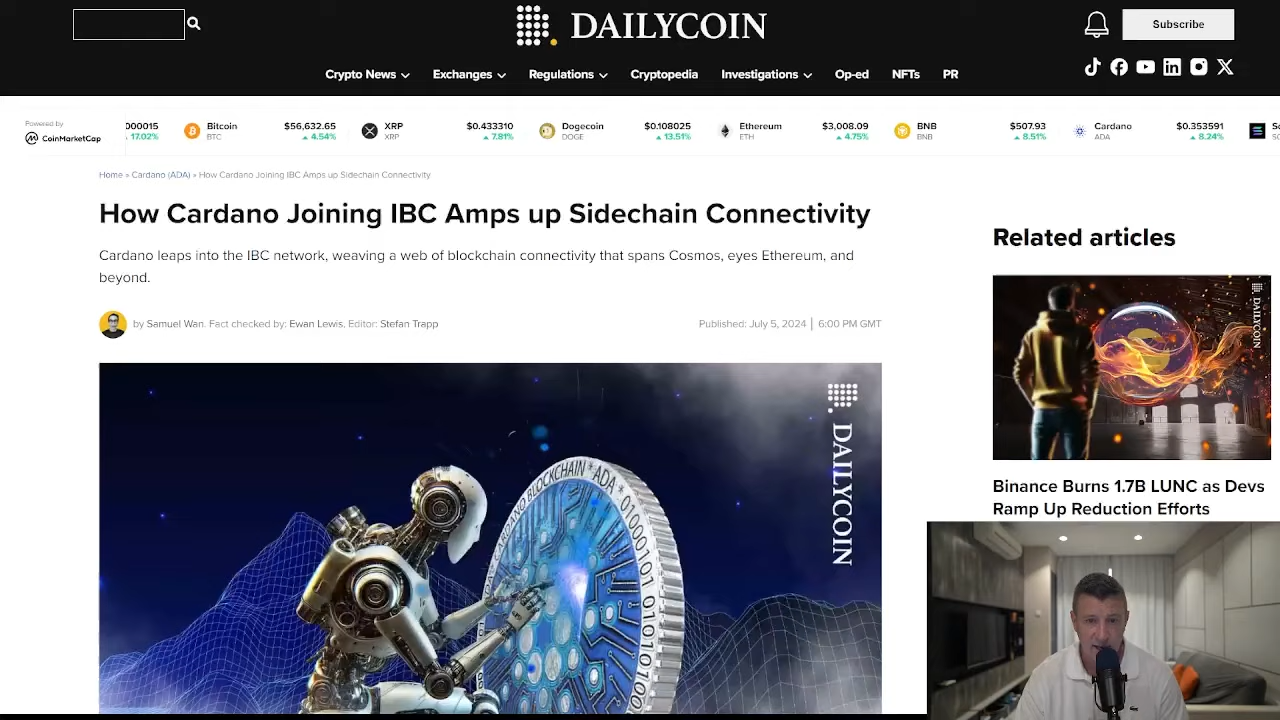 DAILYCOIN
Subscribe
Crypto News
Exchanges
Regulations
Cryptopedia
Investigations
Op-ed
NFTs
PR
Powered by
CoinMarketCap
000015
17.02%
Bitcoin
BTC
$56,632.65
4.54%
XRP
XRP
$0.433310
7.81%
Dogecoin
DOGE
$0.108025
13.51%
Ethereum
ETH
$3,008.09
4.75%
BNB
BNB
$507.93
8.51%
Cardano
ADA
$0.353591
8.24%
Home » Cardano (ADA) » How Cardano Joining IBC Amps up Sidechain Connectivity
How Cardano Joining IBC Amps up Sidechain Connectivity
Cardano leaps into the IBC network, weaving a web of blockchain connectivity that spans Cosmos, eyes Ethereum, and
beyond.
by Samuel Wan. Fact checked by: Ewan Lewis. Editor: Stefan Trapp
Published: July 5, 2024 | 6:00 PM GMT
DAILYCOIN
BLOCKCHAIN * ADA *
Related articles
DAILYCOIN
Binance Burns 1.7B LUNC as Devs
Ramp Up Reduction Efforts